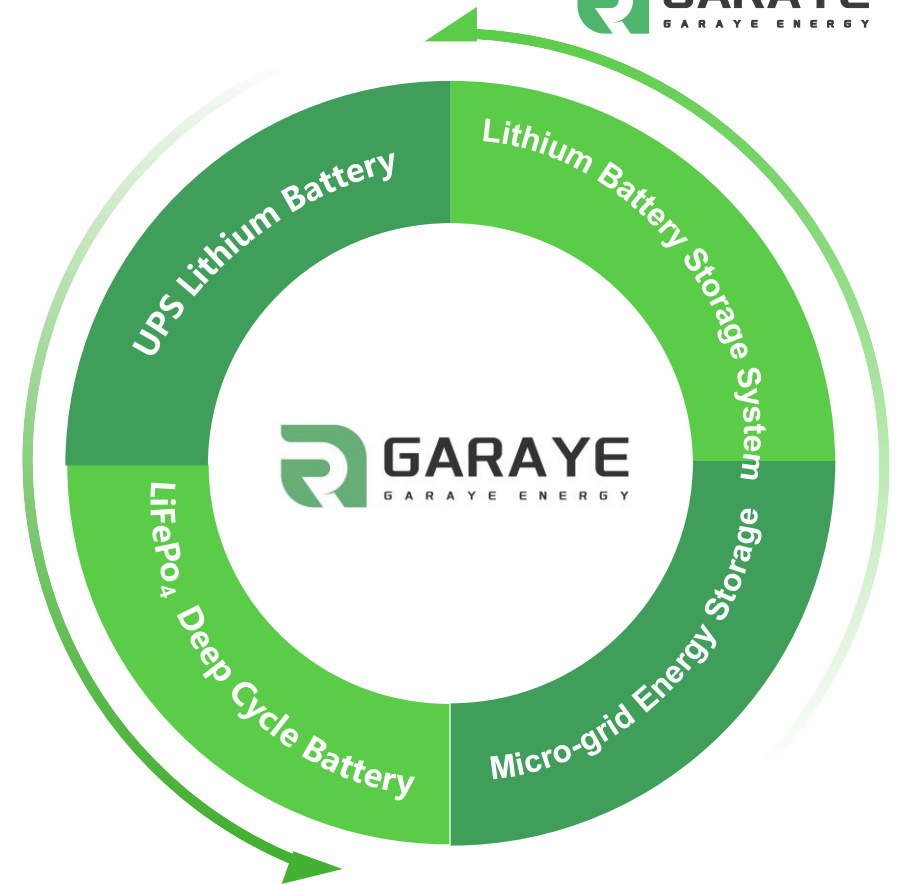 GARAYE
GARAYE ENERGY
UPS Lithium Battery
Lithium Battery Storage System
GARAYE
GARAYE ENERGY
LiFePo₄ Deep Cycle Battery
Micro-grid Energy Storage